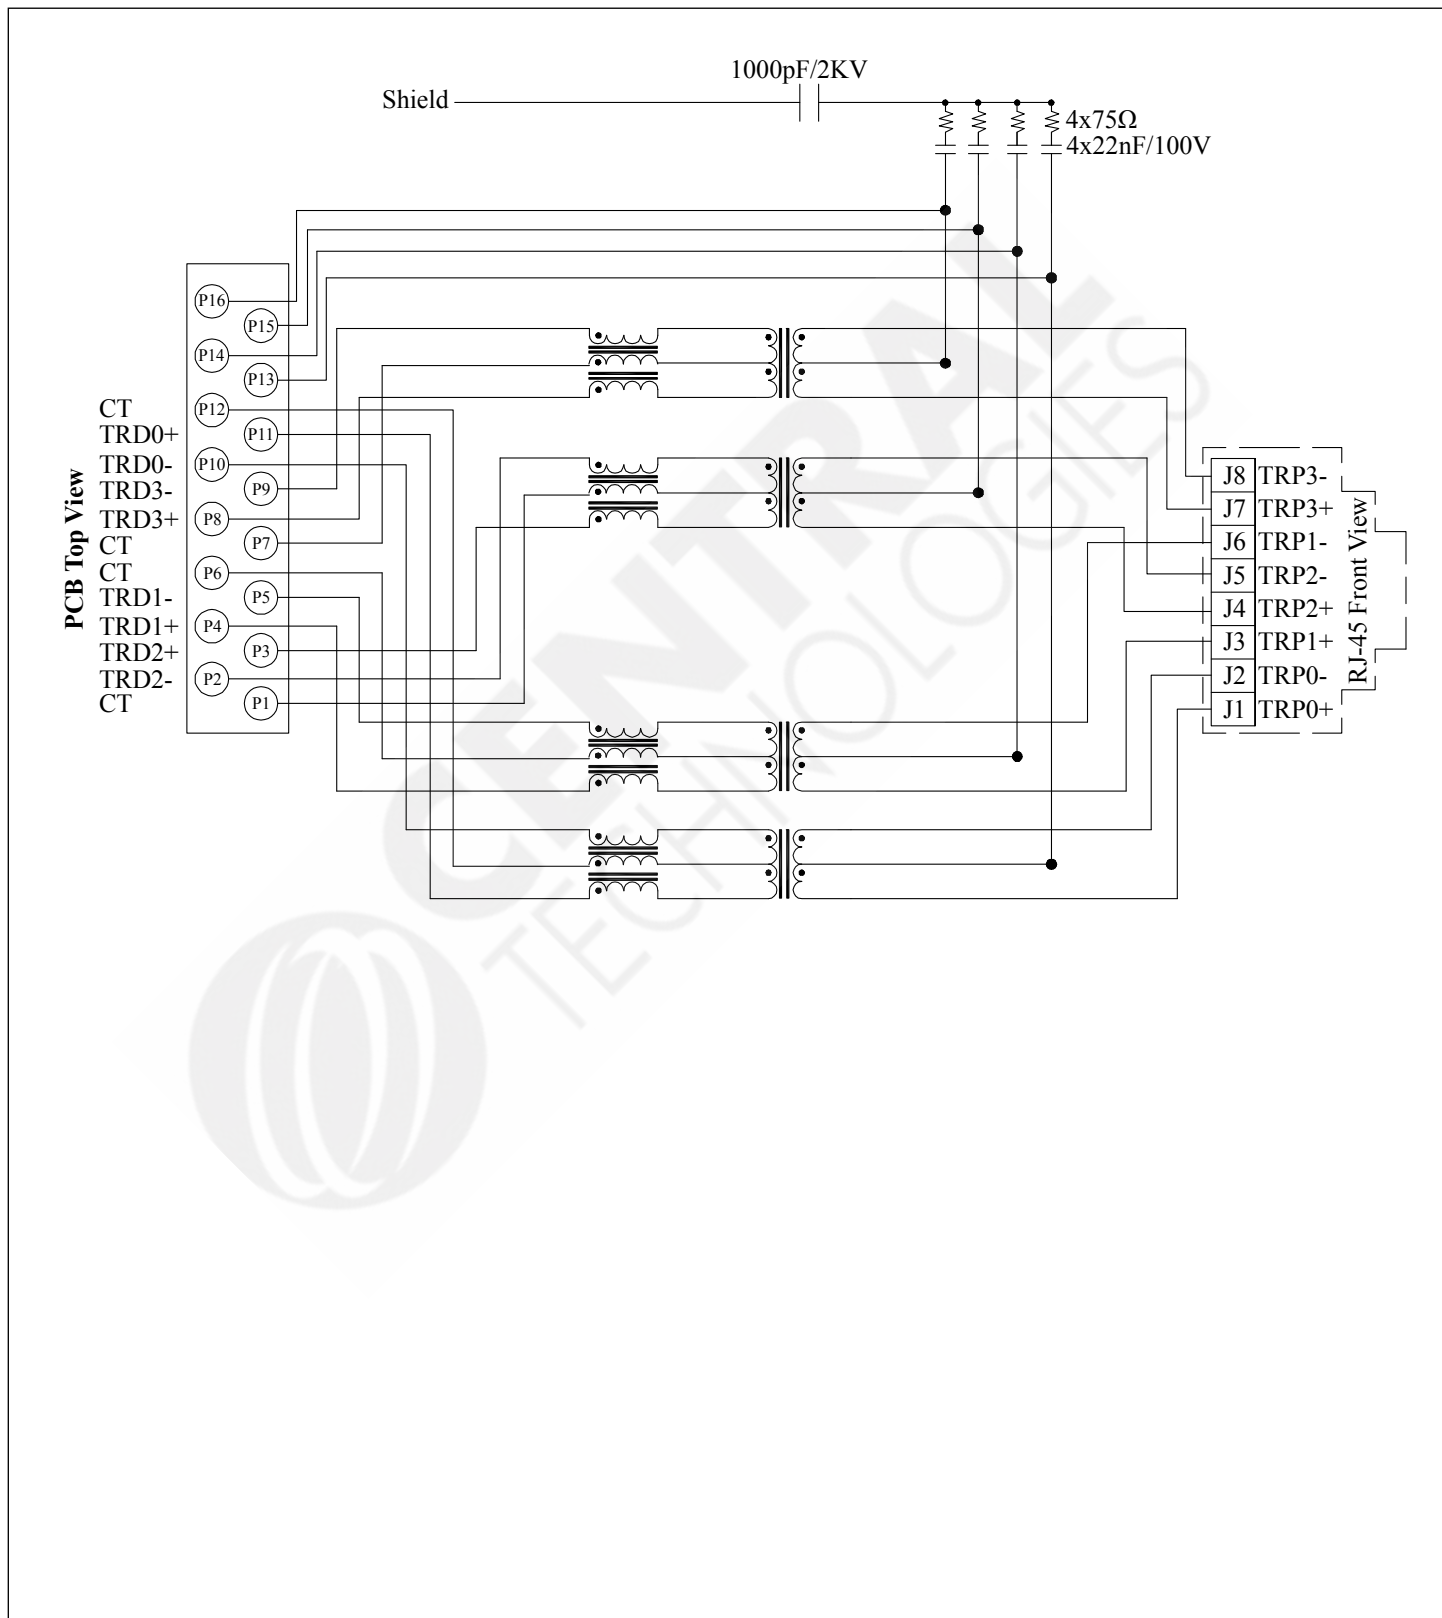 1000pF/2KV
Shield
4x75Ω
4x22nF/100V
P16
P15
P14
P13
CT P12
TRD0+ P11
TRD0- P10
TRD3- P9
TRD3+ P8
CT P7
CT P6
TRD1- P5
TRD1+ P4
TRD2+ P3
TRD2- P2
CT P1
PCB Top View
J8 TRP3-
J7 TRP3+
J6 TRP1-
J5 TRP2-
J4 TRP2+
J3 TRP1+
J2 TRP0-
J1 TRP0+
RJ-45 Front View
CENTRAL
TECHNOLOGIES